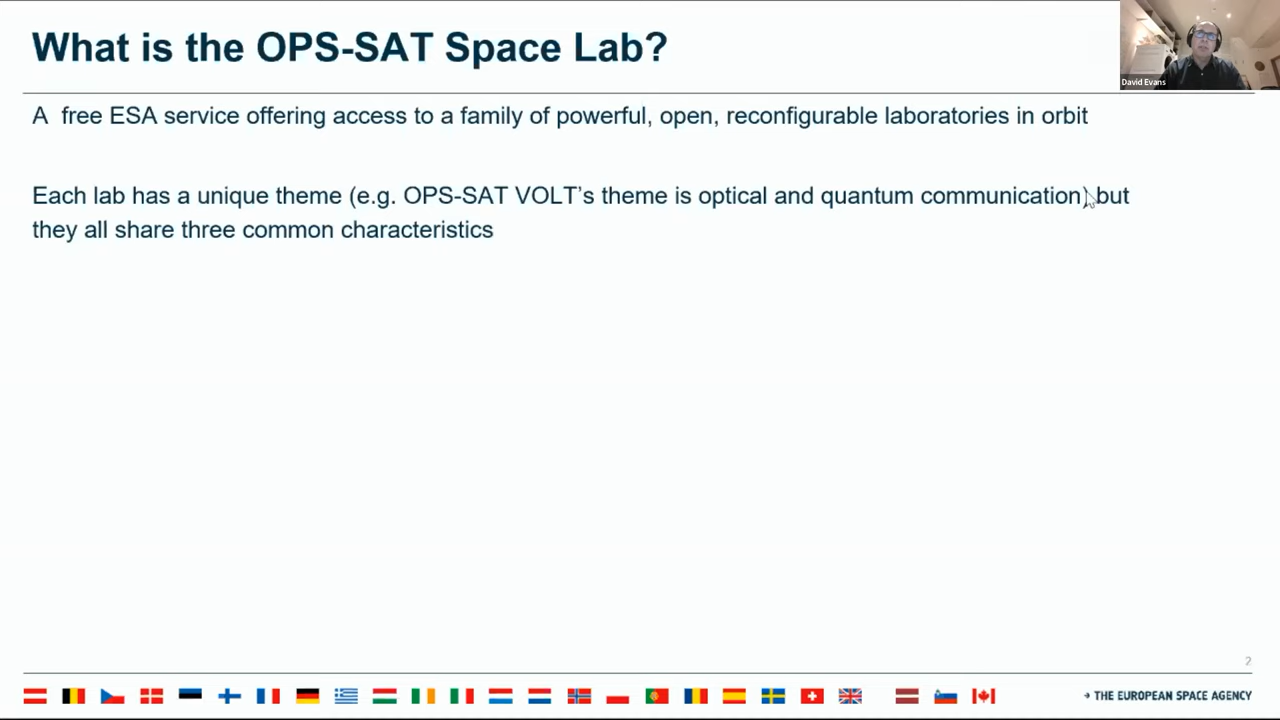 What is the OPS-SAT Space Lab?
David Evans
A  free ESA service offering access to a family of powerful, open, reconfigurable laboratories in orbit
Each lab has a unique theme (e.g. OPS-SAT VOLT’s theme is optical and quantum communication) but
they all share three common characteristics
2
→ THE EUROPEAN SPACE AGENCY